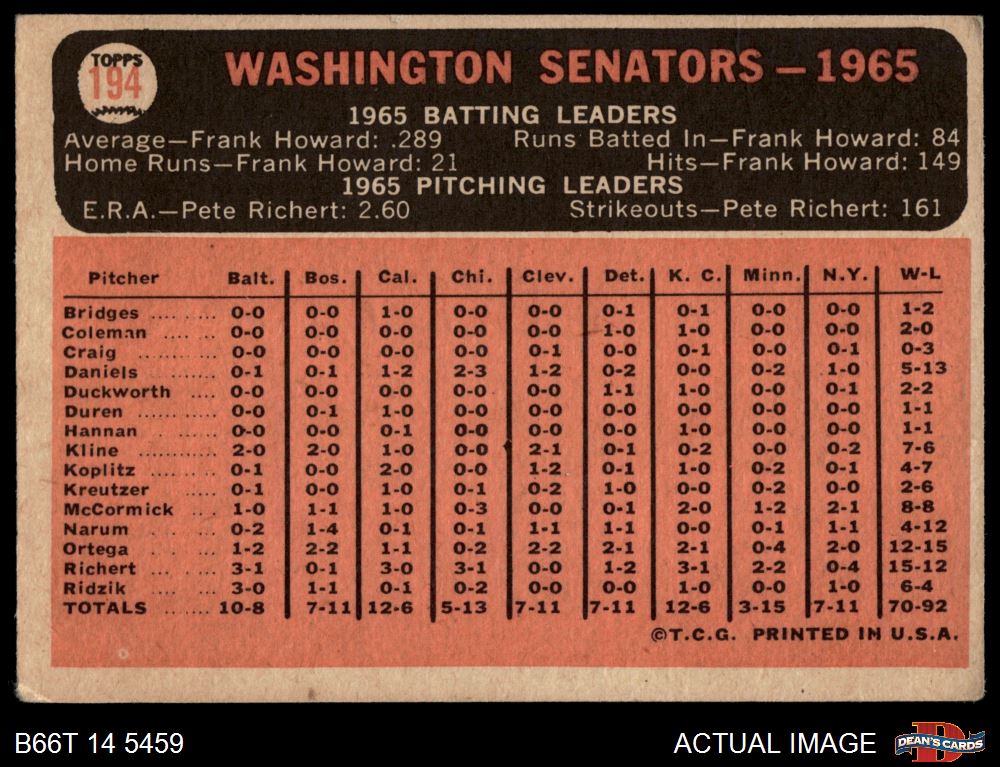 TOPPS
194
WASHINGTON SENATORS — 1965
1965 BATTING LEADERS
Average—Frank Howard: .289 Runs Batted In—Frank Howard: 84
Home Runs—Frank Howard: 21 Hits—Frank Howard: 149
1965 PITCHING LEADERS
E.R.A.—Pete Richert: 2.60 Strikeouts—Pete Richert: 161
Pitcher Balt. Bos. Cal. Chi. Clev. Det. K. C. Minn. N.Y. W-L
Bridges .... ..... 0-0 0-0 1-0 0-0 0-0 0-1 0-1 0-0 0-0 1-2
Coleman .... .. 0-0 0-0 0-0 0-0 0-0 1-0 1-0 0-0 0-0 2-0
Craig .......... 0-0 0-0 0-0 0-0 0-1 0-0 0-1 0-0 0-1 0-3
Daniels ......... 0-1 0-1 1-2 2-3 1-2 0-2 0-0 0-2 1-0 5-13
Duckworth .... 0-0 0-0 0-0 0-0 0-0 1-1 1-0 0-0 0-1 2-2
Duren .......... 0-0 0-1 1-0 0-0 0-0 0-0 0-0 0-0 0-0 1-1
Hannan . ..... 0-0 0-0 0-1 0-0 0-0 0-0 1-0 0-0 0-0 1-1
Kline ........... 2-0 2-0 1-0 0-0 2-1 0-1 0-2 0-0 0-2 7-6
Koplitz .... .... 0-1 0-0 2-0 0-0 1-2 0-1 1-0 0-2 0-1 4-7
Kreutzer ..... 0-1 0-0 1-0 0-1 0-2 1-0 0-0 0-2 0-0 2-6
McCormick .. . 1-0 1-1 1-0 0-3 0-0 0-1 2-0 1-2 2-1 8-8
Narum .. . .. 0-2 1-4 0-1 0-1 1-1 1-1 0-0 0-1 1-1 4-12
Ortega .. . ... 1-2 2-2 1-1 0-2 2-2 2-1 2-1 0-4 2-0 12-15
Richert ... . ... 3-1 0-1 3-0 3-1 0-0 1-2 3-1 2-2 0-4 15-12
Ridzik .. . .... 3-0 1-1 0-1 0-2 0-0 0-0 1-0 0-0 1-0 6-4
TOTALS ....... 10-8 7-11 12-6 5-13 7-11 7-11 12-6 3-15 7-11 70-92
©T.C.G. PRINTED IN U.S.A.
B66T 14 5459 ACTUAL IMAGE
D
DEAN'S CARDS